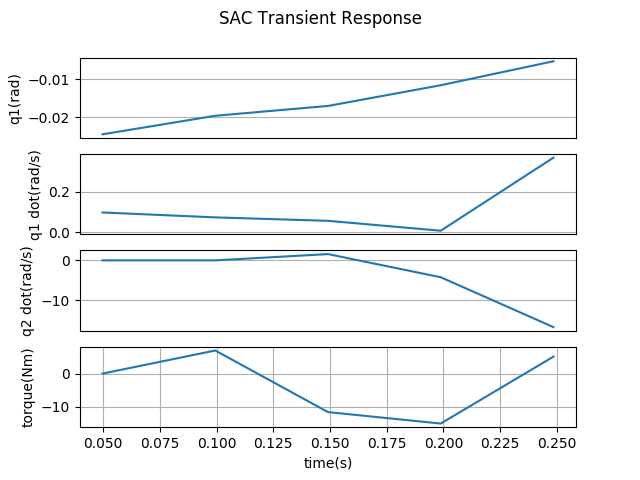 SAC Transient Response
q1(rad)
−0.01
−0.02
q1 dot(rad/s)
0.2
0.0
q2 dot(rad/s)
0
−10
torque(Nm)
0
−10
0.050 0.075 0.100 0.125 0.150 0.175 0.200 0.225 0.250
time(s)